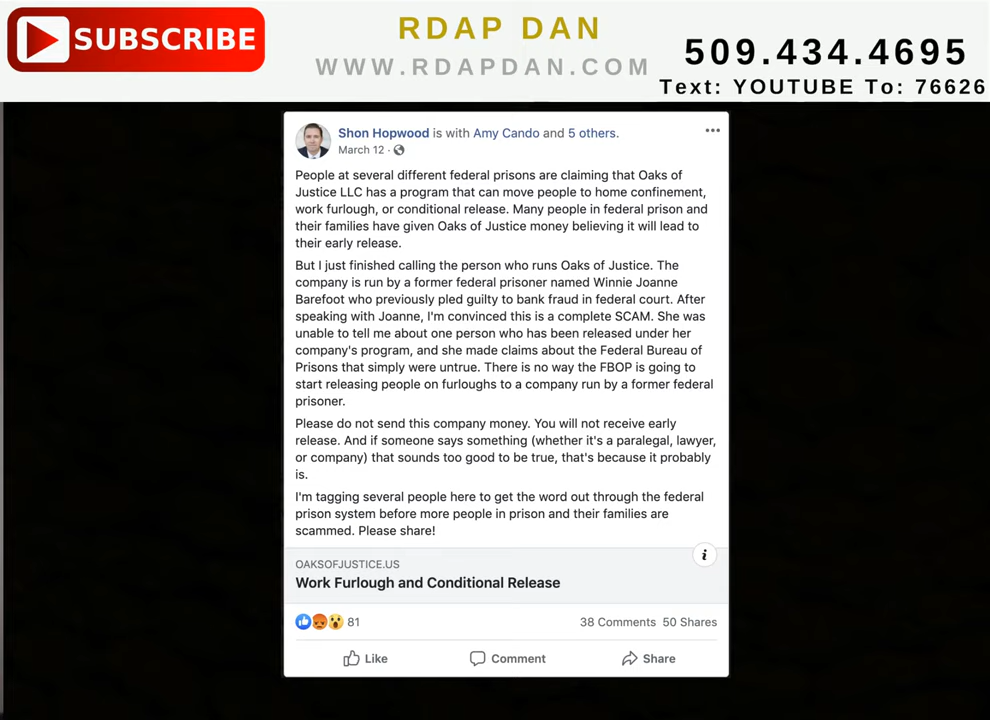 SUBSCRIBE
RDAP DAN
WWW.RDAPDAN.COM
509.434.4695
Text: YOUTUBE To: 76626
Shon Hopwood is with Amy Cando and 5 others.
March 12 ·
People at several different federal prisons are claiming that Oaks of
Justice LLC has a program that can move people to home confinement,
work furlough, or conditional release. Many people in federal prison and
their families have given Oaks of Justice money believing it will lead to
their early release.
But I just finished calling the person who runs Oaks of Justice. The
company is run by a former federal prisoner named Winnie Joanne
Barefoot who previously pled guilty to bank fraud in federal court. After
speaking with Joanne, I'm convinced this is a complete SCAM. She was
unable to tell me about one person who has been released under her
company's program, and she made claims about the Federal Bureau of
Prisons that simply were untrue. There is no way the FBOP is going to
start releasing people on furloughs to a company run by a former federal
prisoner.
Please do not send this company money. You will not receive early
release. And if someone says something (whether it's a paralegal, lawyer,
or company) that sounds too good to be true, that's because it probably
is.
I'm tagging several people here to get the word out through the federal
prison system before more people in prison and their families are
scammed. Please share!
OAKSOFJUSTICE.US
Work Furlough and Conditional Release
81
38 Comments 50 Shares
Like
Comment
Share